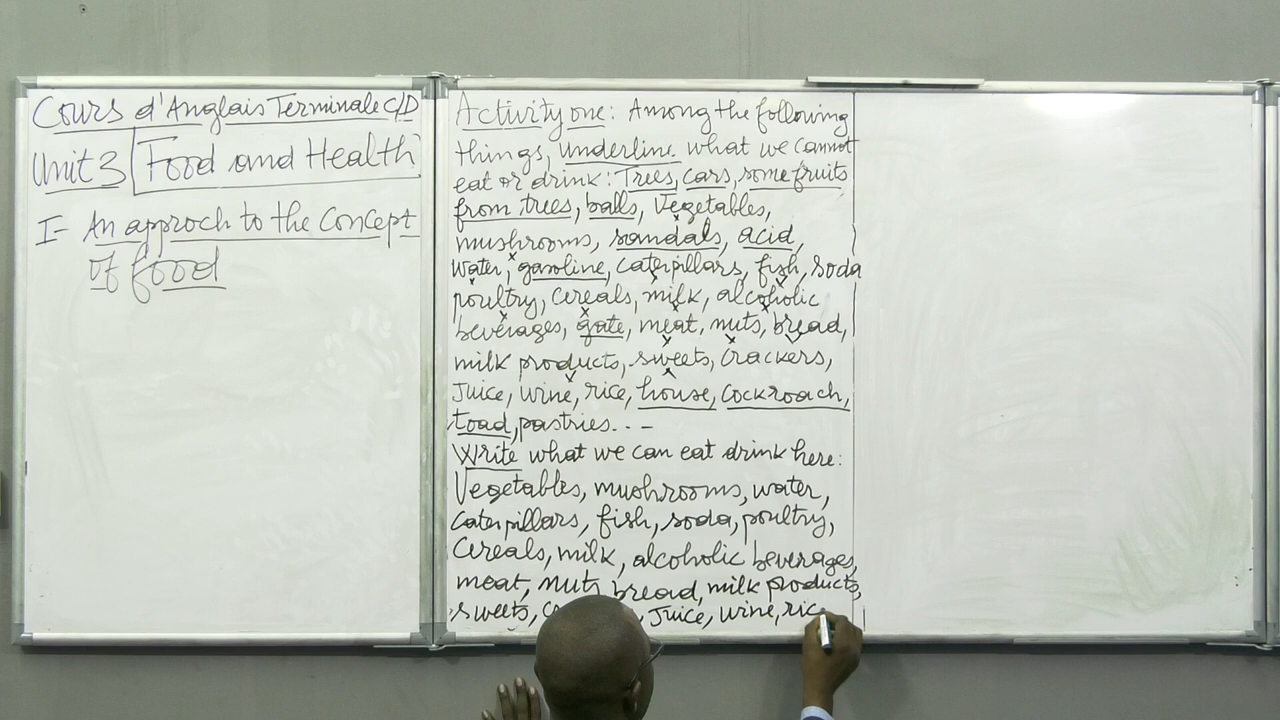 Cours d'Anglais Terminale C/D
Unit 3 Food and Health
I- An approch to the Concept
of food
Activity one: Among the following
things, underline what we cannot
eat or drink: Trees, cars, some fruits
from trees, balls, Vegetables,
mushrooms, sandals, acid,
water, gasoline, caterpillars, fish, soda
poultry, cereals, milk, alcoholic
beverages, gate, meat, nuts, bread,
milk products, sweets, crackers,
Juice, wine, rice, house, cockroach,
toad, pastries...-
Write what we can eat drink here:
Vegetables, mushrooms, water,
caterpillars, fish, soda, poultry,
Cereals, milk, alcoholic beverages,
meat, nuts bread, milk products,
sweets, Juice, wine, ric